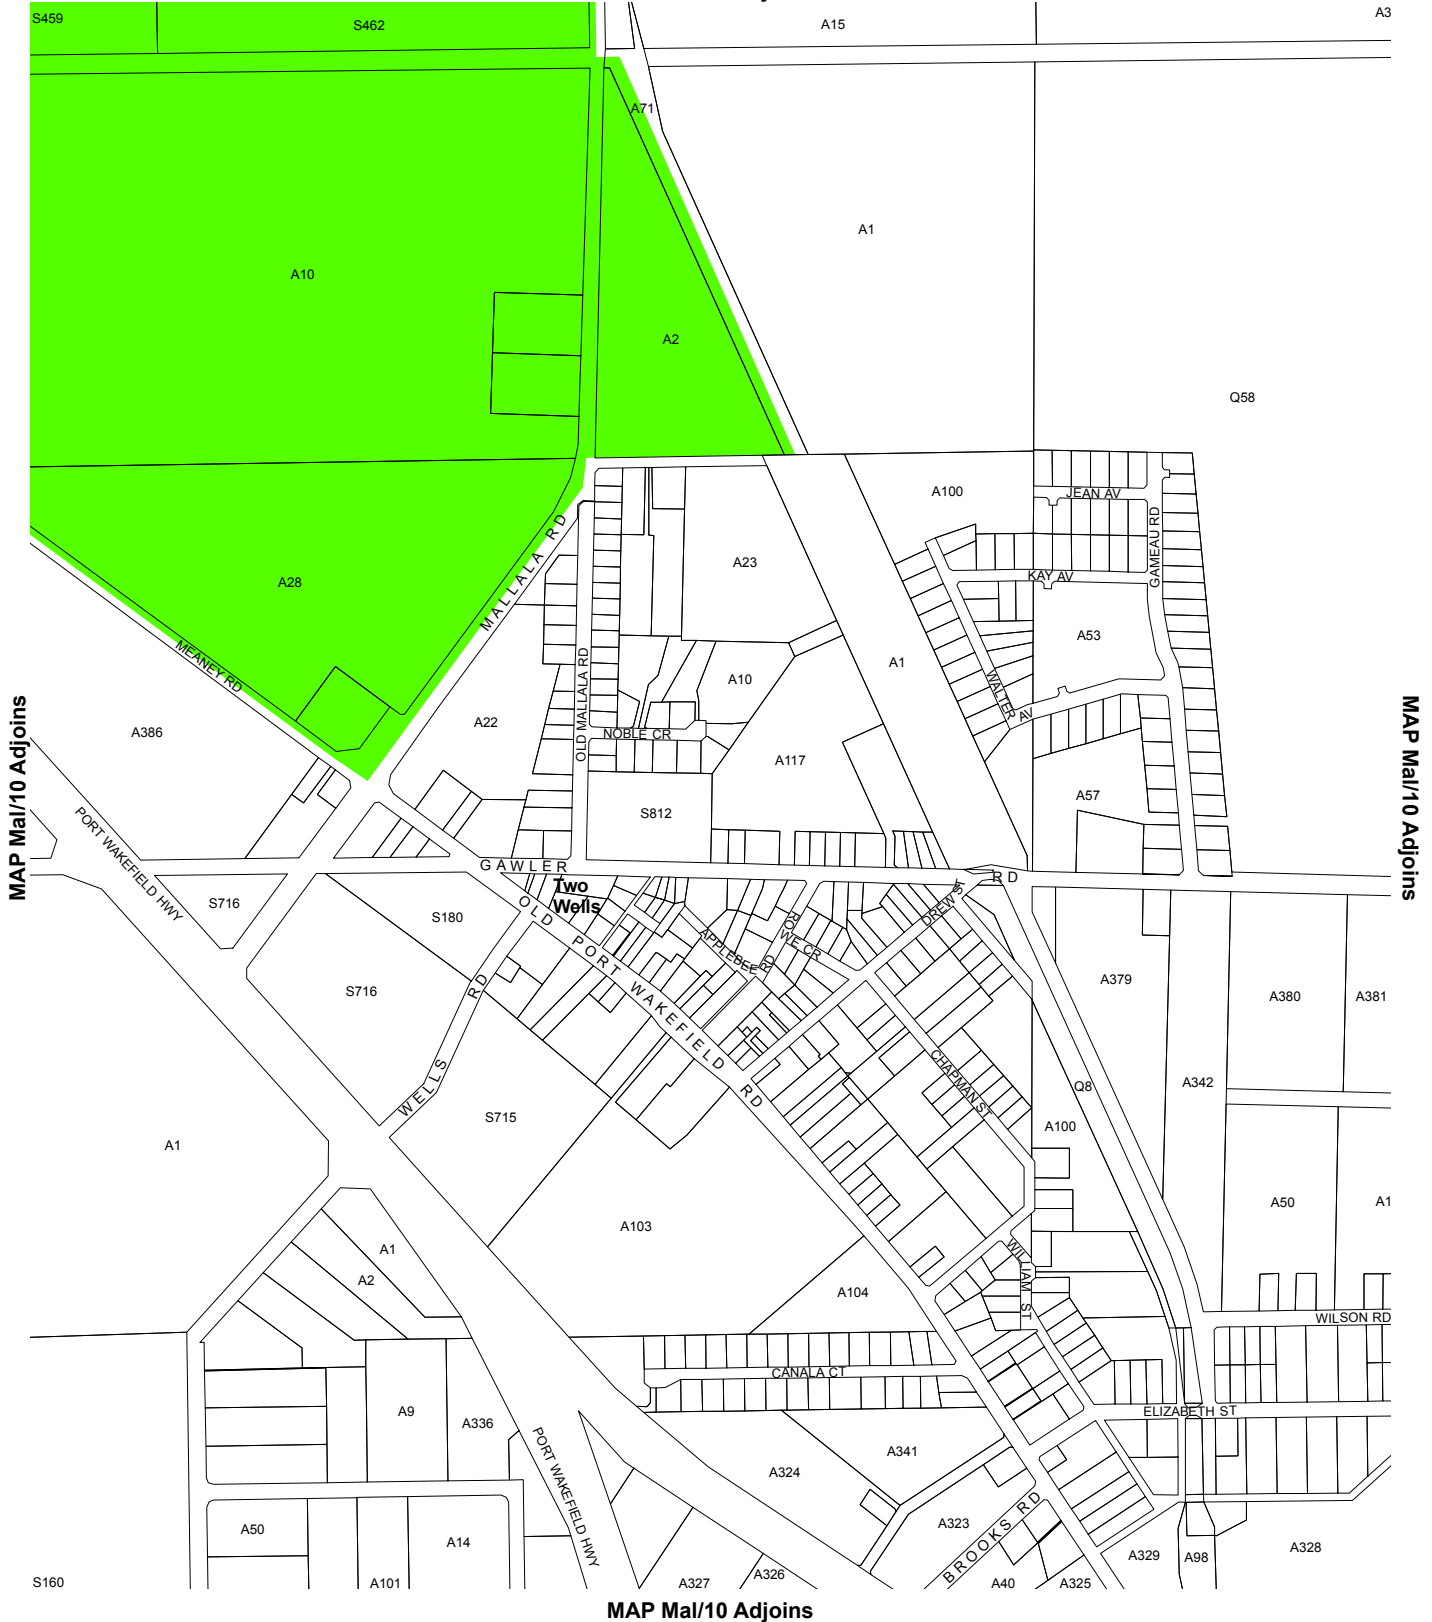 S459
S462
A15
A3
A71
A10
A1
A2
Q58
A100
JEAN AV
GAMEAU RD
MALLALA RD
A23
A28
KAY AV
A53
MEANEY RD
OLD MALLALA RD
A10
A1
WALTER AV
MAP Mal/10 Adjoins
MAP Mal/10 Adjoins
A386
A22
NOBLE CR
A117
A57
S812
PORT WAKEFIELD HWY
GAWLER RD
Two
Wells
S716
S180
OLD PORT WAKEFIELD RD
DREW ST
ROWE CR
APPLEBEE RD
A379
A380
A381
S716
WELLS RD
CHAPMAN ST
Q8
A342
S715
A100
A1
A103
A50
A1
A1
A2
WILLIAM ST
A104
WILSON RD
CANALA CT
A9
A336
ELIZABETH ST
PORT WAKEFIELD HWY
A341
A324
A50
A14
BROOKS RD
A323
A329
A98
A328
S160
A101
A327
A326
A40
A325
MAP Mal/10 Adjoins